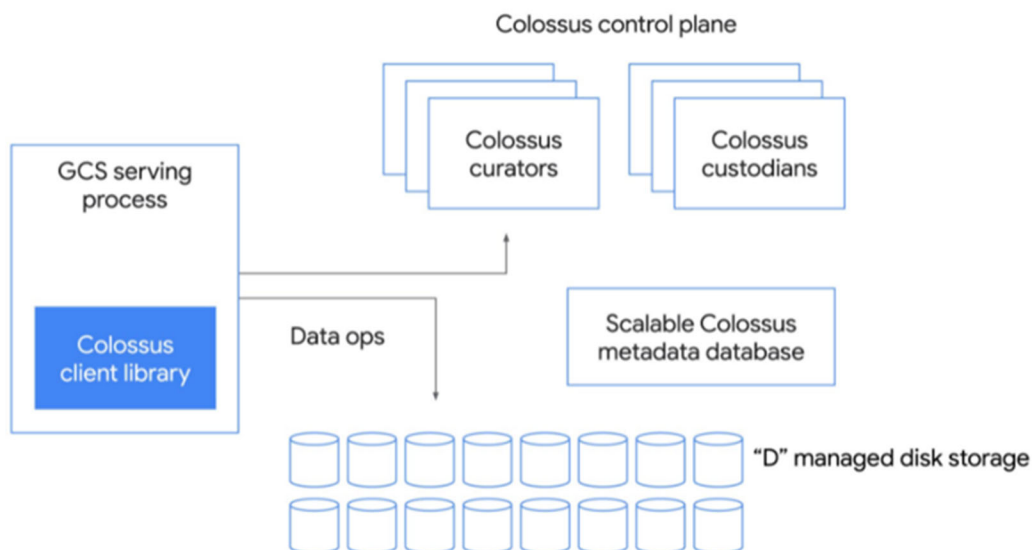 Colossus control plane
Colossus
curators
Colossus
custodians
GCS serving
process
Colossus
client library
Data ops
Scalable Colossus
metadata database
“D” managed disk storage